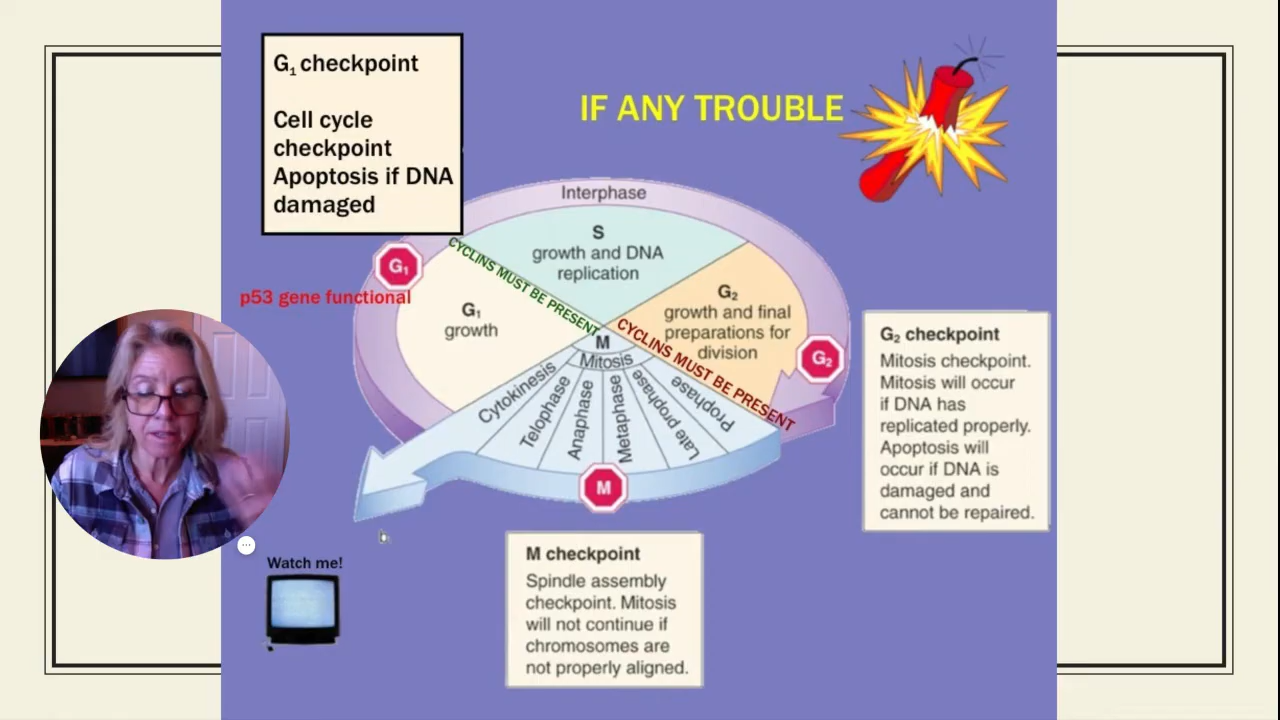 G₁ checkpoint
Cell cycle
checkpoint
Apoptosis if DNA
damaged
IF ANY TROUBLE
Interphase
S
growth and DNA
replication
G₁
CYCLINS MUST BE PRESENT
p53 gene functional
G₁
growth
G₂
growth and final
preparations for
division
CYCLINS MUST BE PRESENT
G₂
M
Mitosis
Cytokinesis
Telophase
Anaphase
Metaphase
Late prophase
Prophase
M
G₂ checkpoint
Mitosis checkpoint.
Mitosis will occur
if DNA has
replicated properly.
Apoptosis will
occur if DNA is
damaged and
cannot be repaired.
M checkpoint
Spindle assembly
checkpoint. Mitosis
will not continue if
chromosomes are
not properly aligned.
Watch me!